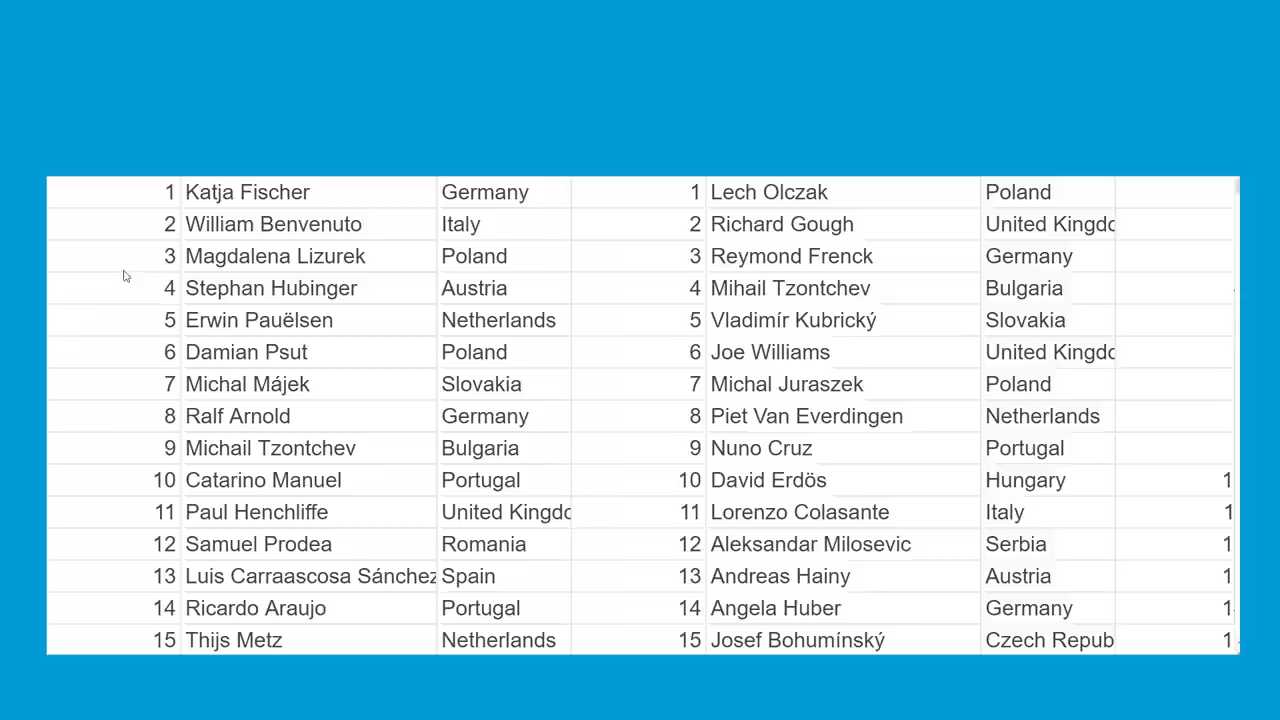 1 Katja Fischer Germany 1 Lech Olczak Poland
2 William Benvenuto Italy 2 Richard Gough United Kingdo
3 Magdalena Lizurek Poland 3 Reymond Frenck Germany
4 Stephan Hubinger Austria 4 Mihail Tzontchev Bulgaria
5 Erwin Pauëlsen Netherlands 5 Vladimír Kubrický Slovakia
6 Damian Psut Poland 6 Joe Williams United Kingdo
7 Michal Májek Slovakia 7 Michal Juraszek Poland
8 Ralf Arnold Germany 8 Piet Van Everdingen Netherlands
9 Michail Tzontchev Bulgaria 9 Nuno Cruz Portugal
10 Catarino Manuel Portugal 10 David Erdös Hungary 1
11 Paul Henchliffe United Kingdo 11 Lorenzo Colasante Italy 1
12 Samuel Prodea Romania 12 Aleksandar Milosevic Serbia 1
13 Luis Carraascosa Sánchez Spain 13 Andreas Hainy Austria 1
14 Ricardo Araujo Portugal 14 Angela Huber Germany 1
15 Thijs Metz Netherlands 15 Josef Bohumínský Czech Repub 1